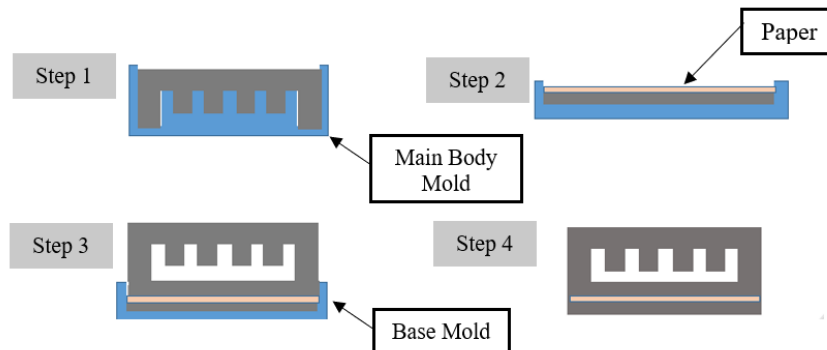 Paper
Step 1
Step 2
Main Body
Mold
Step 3
Step 4
Base Mold